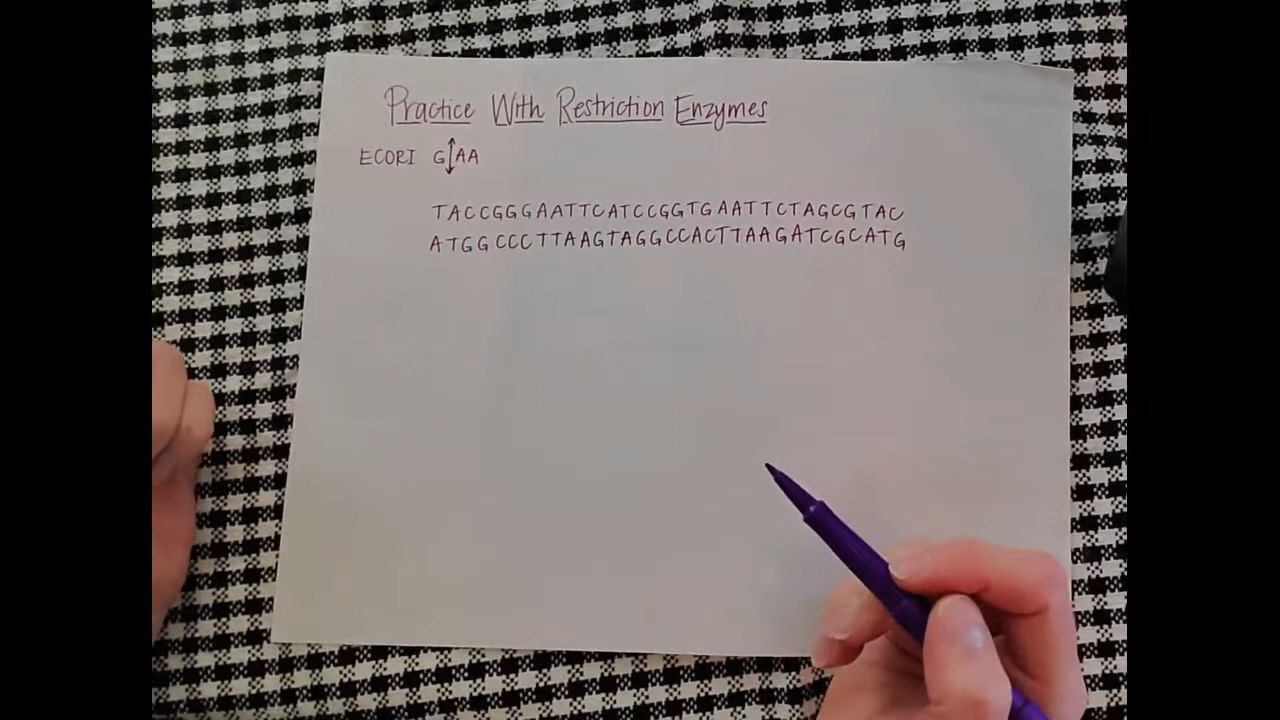 Practice With Restriction Enzymes
ECORI G↕AA
TACCGGGAATTCATCCGGTGAATTCTAGCGTAC
ATGGCCCTTAAGTAGGCCACTTAAGATCGCATG